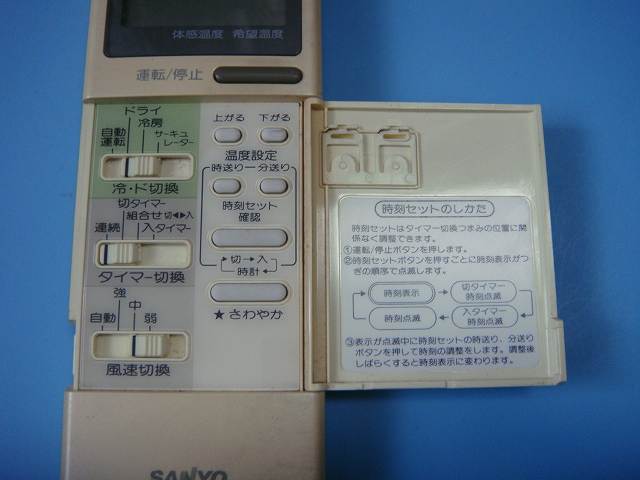 体感温度 希望温度
運転/停止
ドライ
冷房
自動
運転
サーキュ
レーター
冷・ド切換
上がる 下がる
温度設定
時送り 分送り
時刻セット
確認
切→入
時計
★さわやか
切タイマー
組合せ 切◀▶入
連続
入タイマー
タイマー切換
強
中
自動
弱
風速切換
SANYO
時刻セットのしかた
時刻セットはタイマー切換つまみの位置に関
係なく調整できます。
①運転/停止ボタンを押します。
②時刻セットボタンを押すごとに時刻表示がつ
ぎの順序で点滅します。
時刻表示
切タイマー
時刻点滅
時刻点滅
入タイマー
時刻点滅
③表示が点滅中に時刻セットの時送り、分送り
ボタンを押して時刻の調整をします。調整後
しばらくすると時刻表示に変わります。